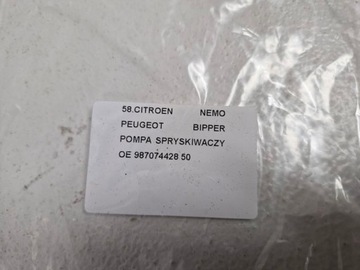 58.CITROEN NEMO
PEUGEOT BIPPER
POMPA SPRYSKIWACZY
OE 987074428 50